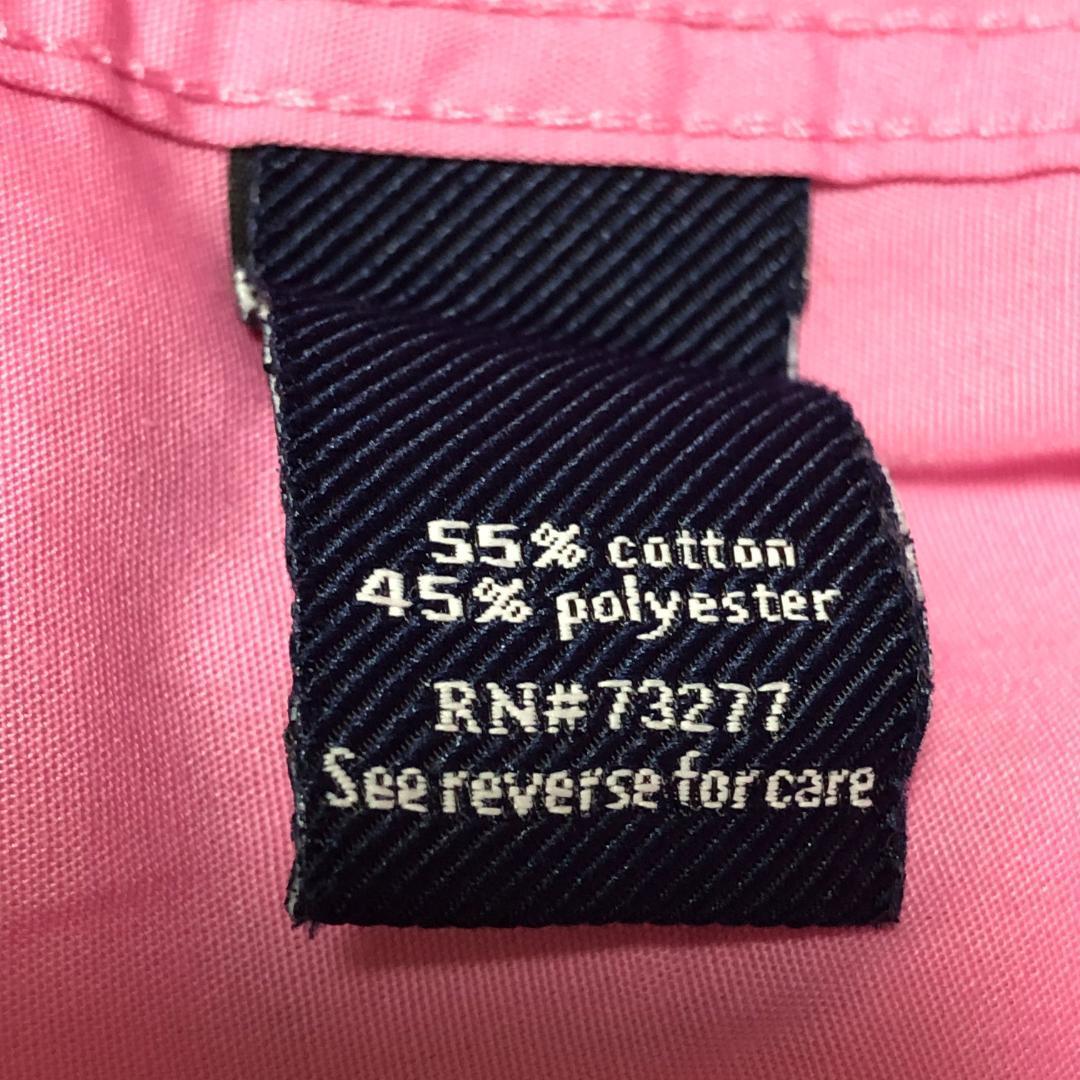 55% cotton
45% polyester
RN#73277
See reverse for care